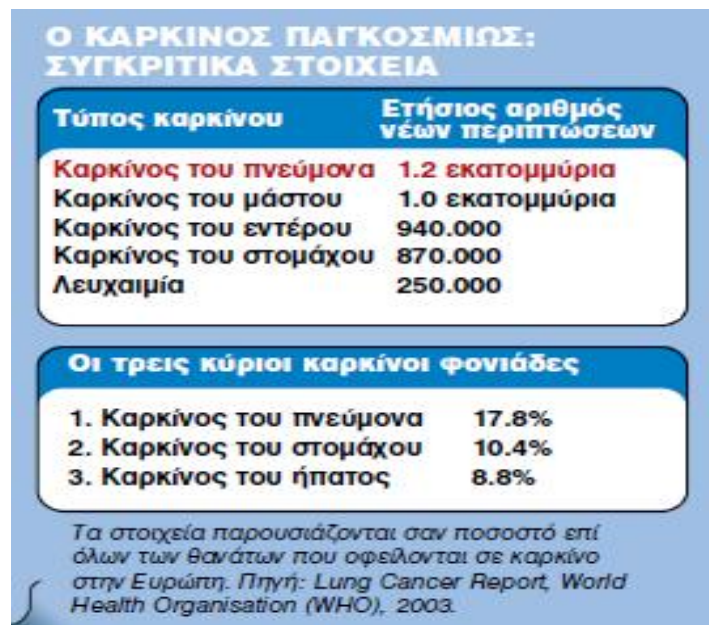 Ο ΚΑΡΚΙΝΟΣ ΠΑΓΚΟΣΜΙΩΣ:
ΣΥΓΚΡΙΤΙΚΑ ΣΤΟΙΧΕΙΑ
Τύπος καρκίνου Ετήσιος αριθμός νέων περιπτώσεων
Καρκίνος του πνεύμονα 1.2 εκατομμύρια
Καρκίνος του μάστου 1.0 εκατομμύρια
Καρκίνος του εντέρου 940.000
Καρκίνος του στομάχου 870.000
Λευχαιμία 250.000
Οι τρεις κύριοι καρκίνοι φονιάδες
1. Καρκίνος του πνεύμονα 17.8%
2. Καρκίνος του στομάχου 10.4%
3. Καρκίνος του ήπατος 8.8%
Τα στοιχεία παρουσιάζονται σαν ποσοστό επί
όλων των θανάτων που οφείλονται σε καρκίνο
στην Ευρώπη. Πηγή: Lung Cancer Report, World
Health Organisation (WHO), 2003.